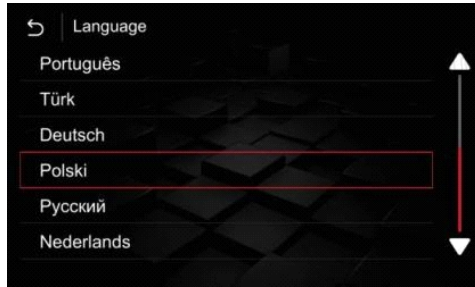 Language
Português
Türk
Deutsch
Polski
Русский
Nederlands